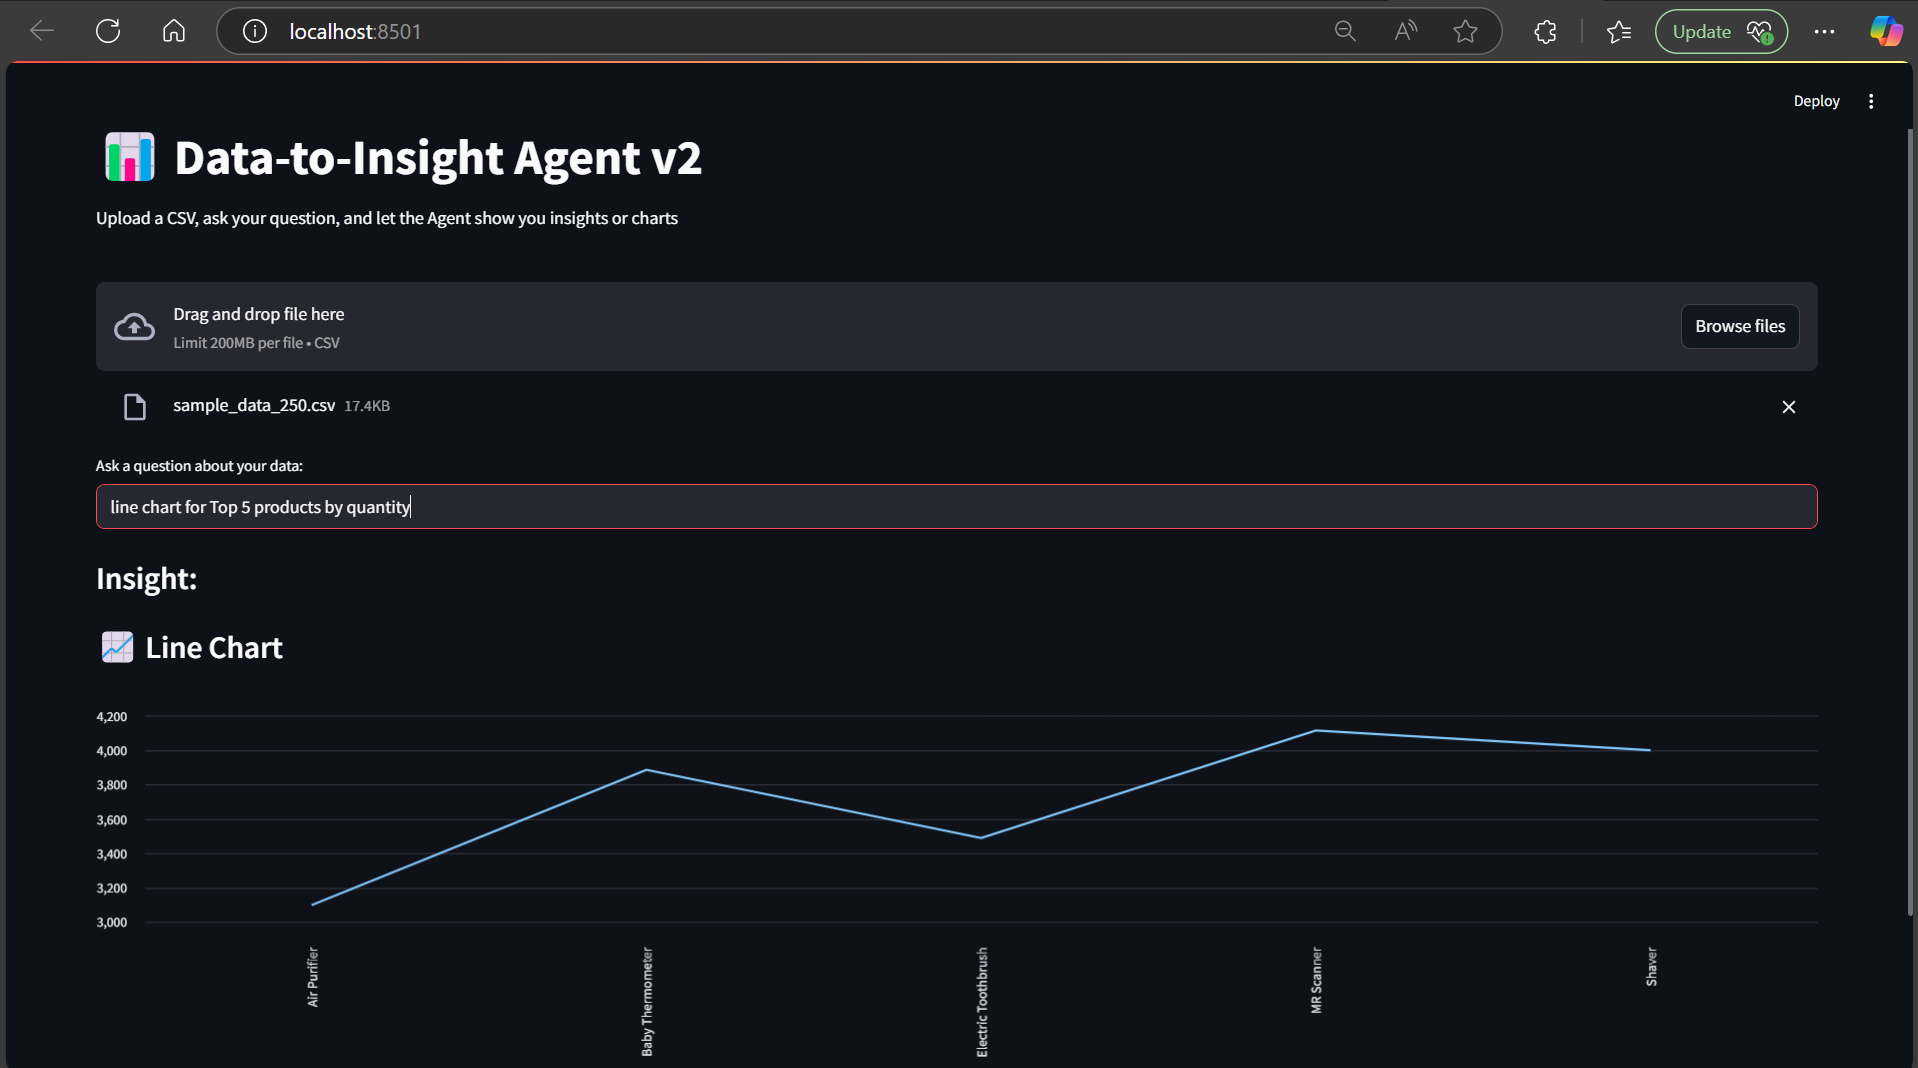 localhost:8501
Update
Deploy
Data-to-Insight Agent v2
Upload a CSV, ask your question, and let the Agent show you insights or charts
Drag and drop file here
Limit 200MB per file • CSV
Browse files
sample_data_250.csv 17.4KB
Ask a question about your data:
line chart for Top 5 products by quantity
Insight:
Line Chart
4,200
4,000
3,800
3,600
3,400
3,200
3,000
Air Purifier
Baby Thermometer
Electric Toothbrush
MR Scanner
Shaver